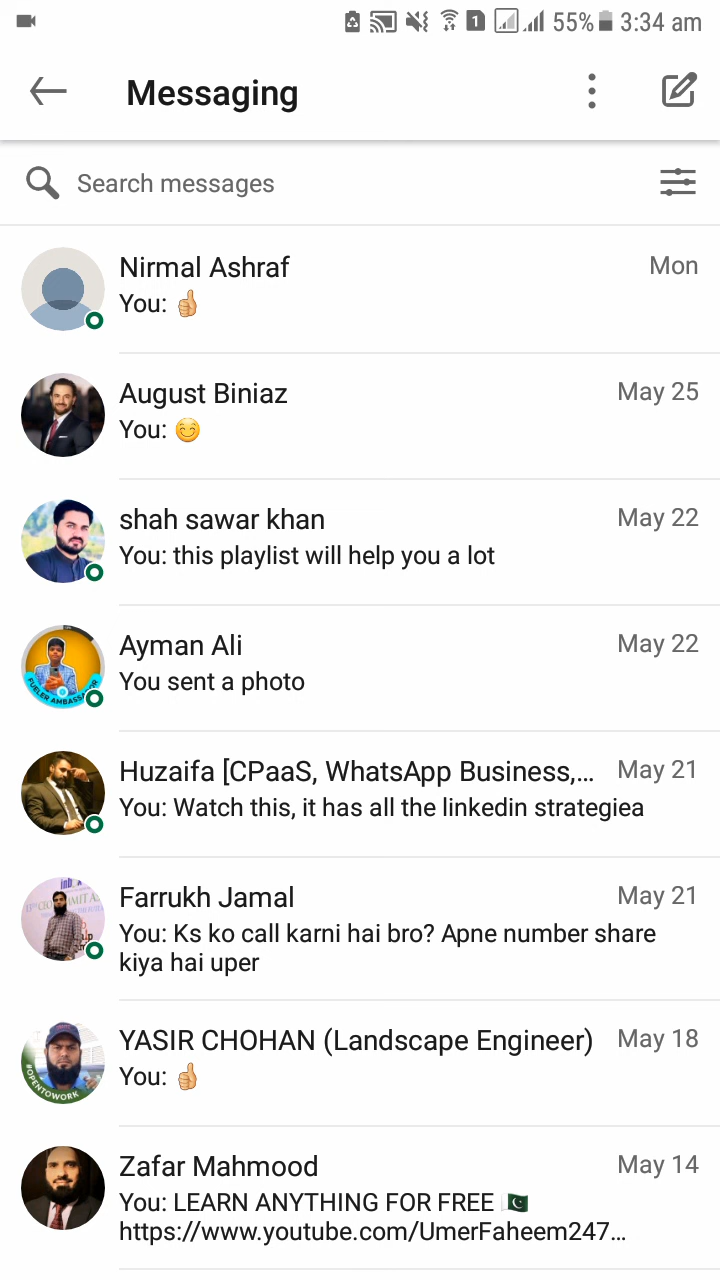 55% 3:34 am
Messaging
Search messages
Nirmal Ashraf Mon
You: 👍🏼
August Biniaz May 25
You: 😊
shah sawar khan May 22
You: this playlist will help you a lot
Ayman Ali May 22
You sent a photo
FUELER AMBASSADOR
Huzaifa [CPaaS, WhatsApp Business,... May 21
You: Watch this, it has all the linkedin strategiea
Farrukh Jamal May 21
You: Ks ko call karni hai bro? Apne number share
kiya hai uper
YASIR CHOHAN (Landscape Engineer) May 18
You: 👍🏼
#OPENTOWORK
Zafar Mahmood May 14
You: LEARN ANYTHING FOR FREE 🇵🇰
https://www.youtube.com/UmerFaheem247...